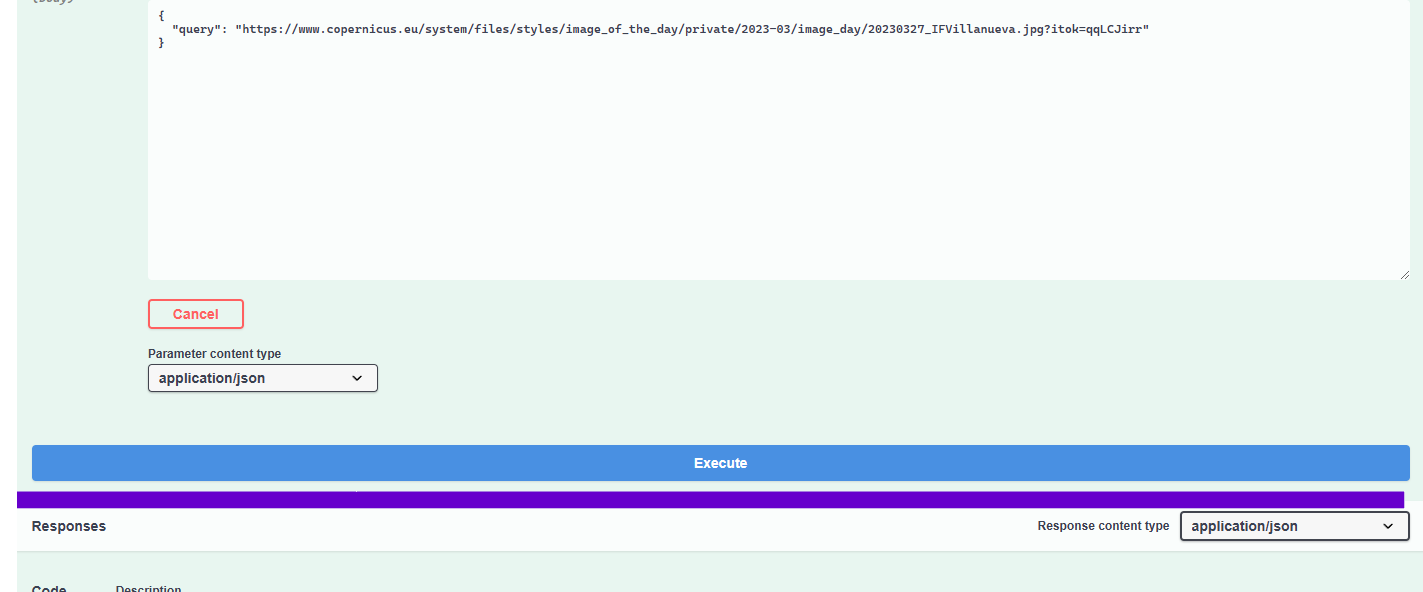 (body)
{
"query": "https://www.copernicus.eu/system/files/styles/image_of_the_day/private/2023-03/image_day/20230327_IFVillanueva.jpg?itok=qqLCJirr"
}
Cancel
Parameter content type
application/json
Execute
Responses
Response content type
application/json
Code
Description